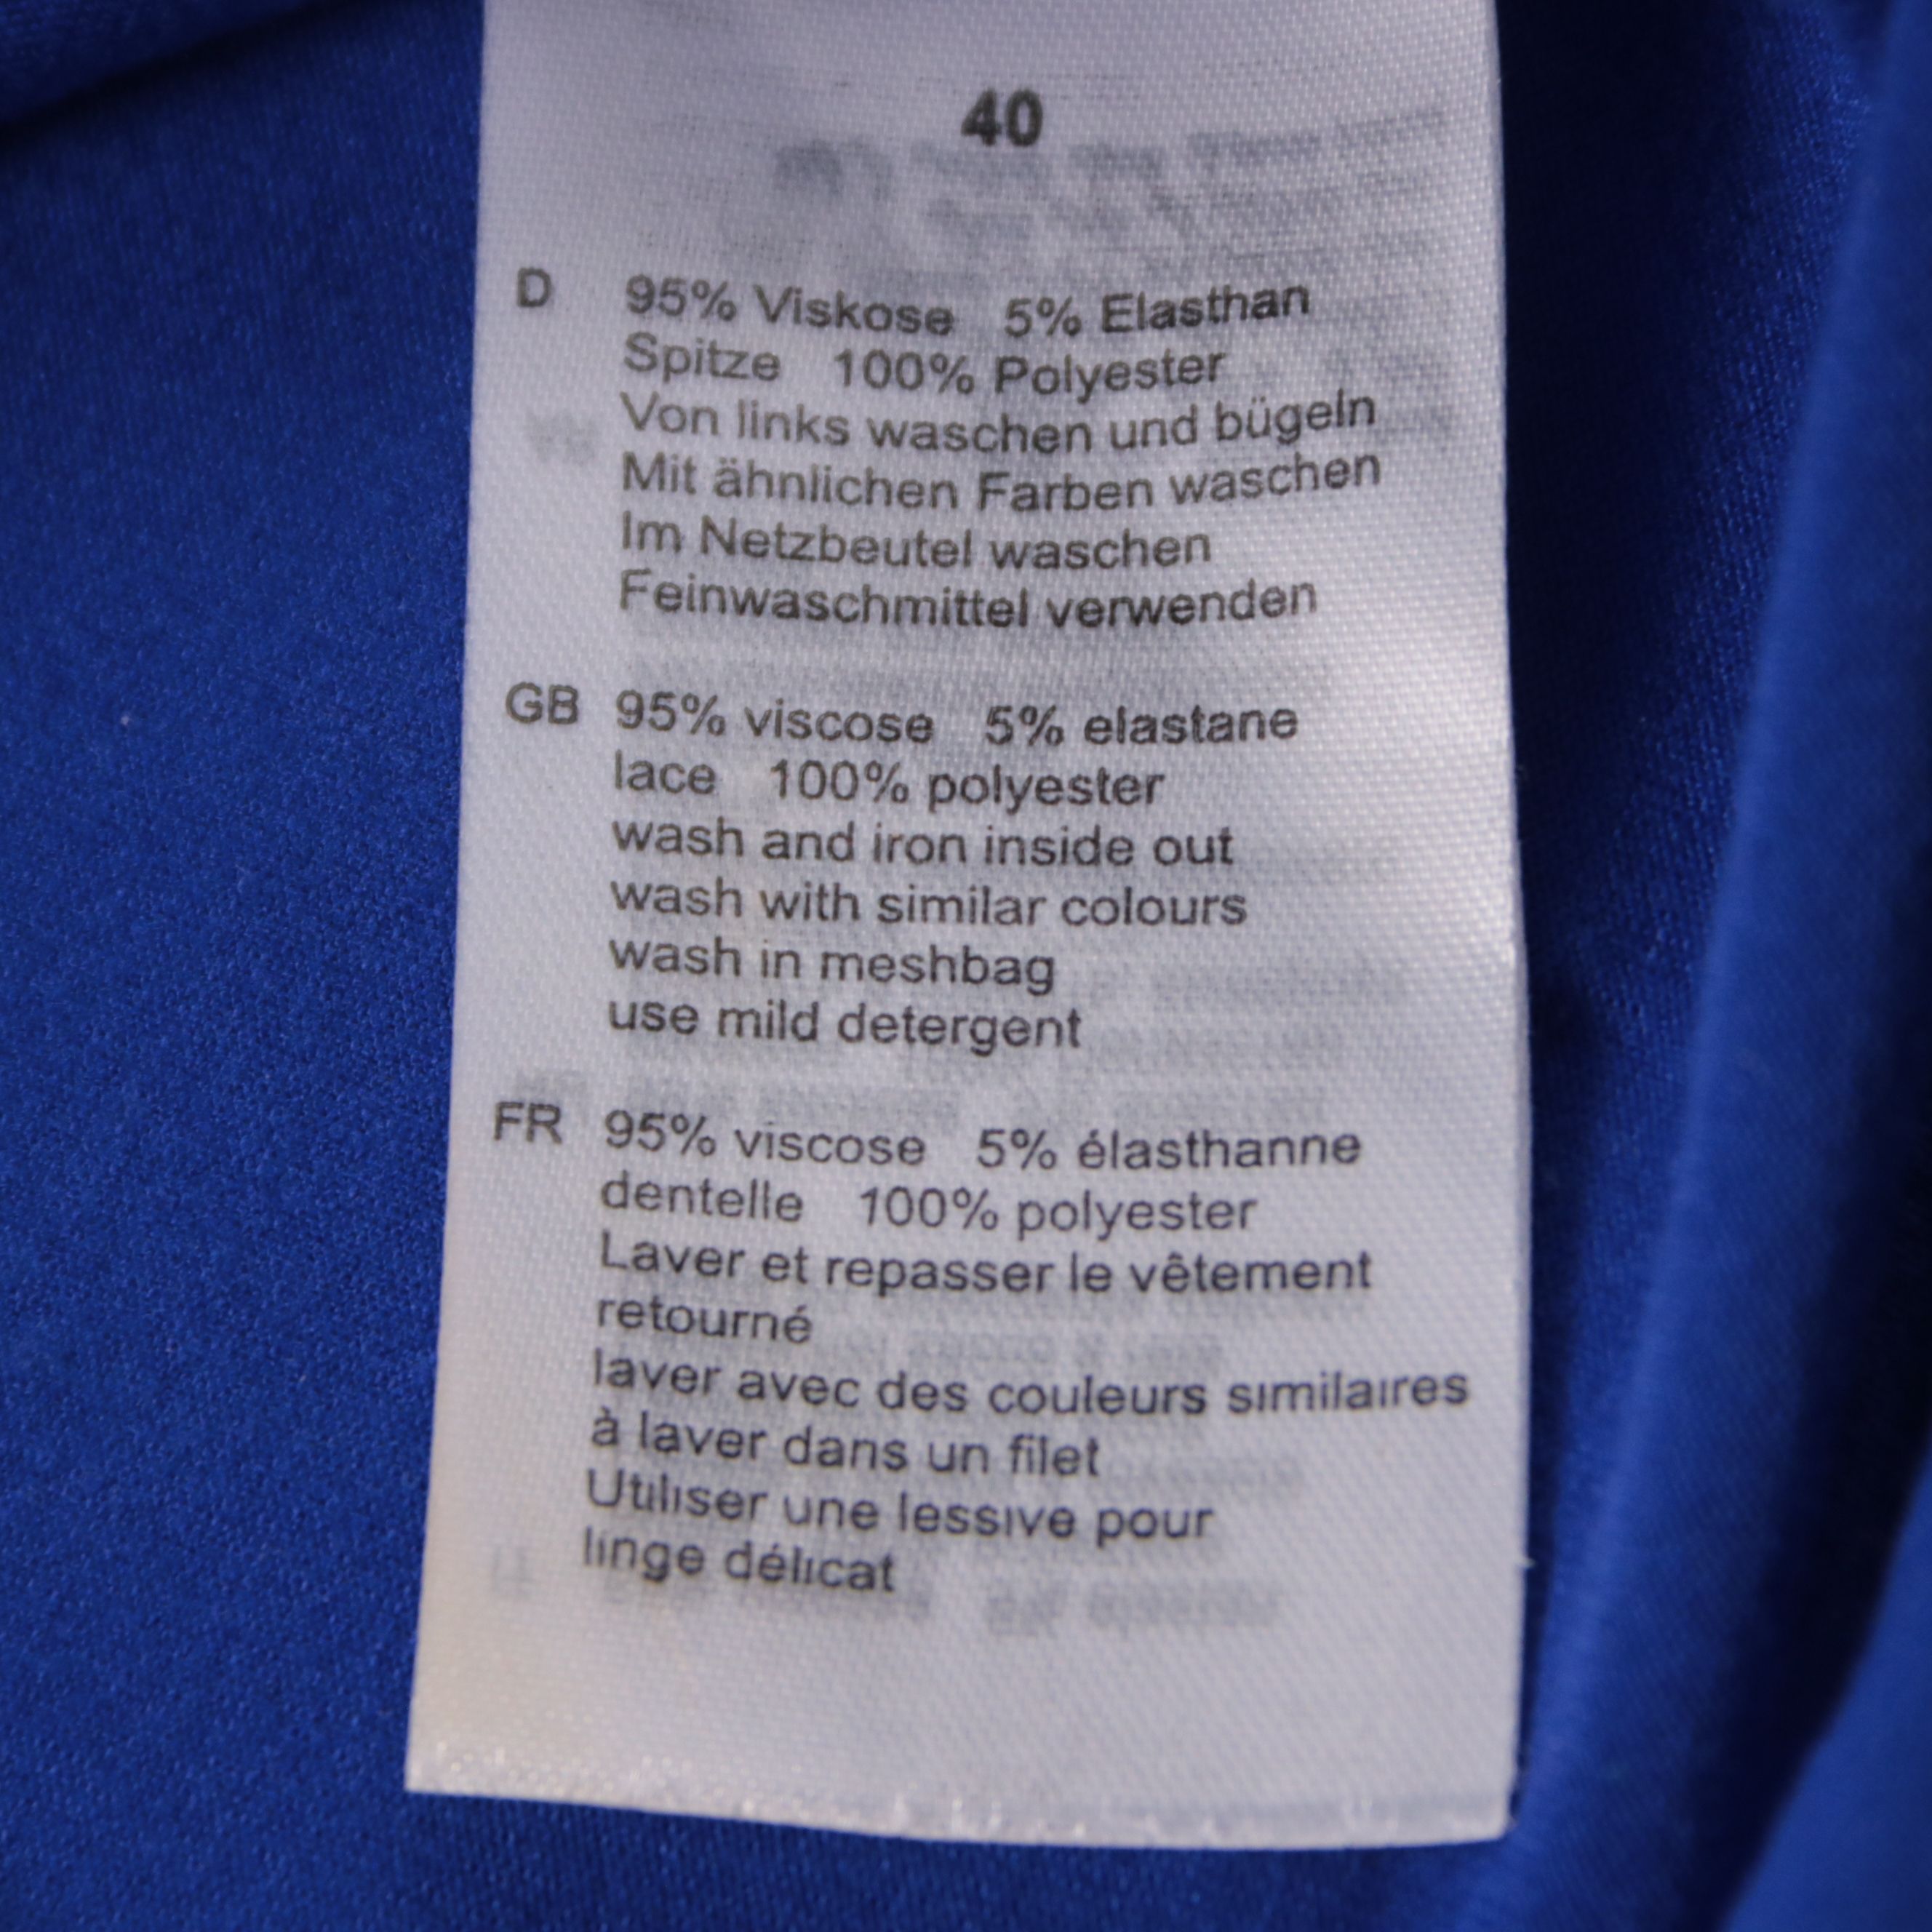 40
D 95% Viskose 5% Elasthan
Spitze 100% Polyester
Von links waschen und bügeln
Mit ähnlichen Farben waschen
Im Netzbeutel waschen
Feinwaschmittel verwenden
GB 95% viscose 5% elastane
lace 100% polyester
wash and iron inside out
wash with similar colours
wash in meshbag
use mild detergent
FR 95% viscose 5% élasthanne
dentelle 100% polyester
Laver et repasser le vêtement
retourné
laver avec des couleurs similaires
à laver dans un filet
Utiliser une lessive pour
linge délicat